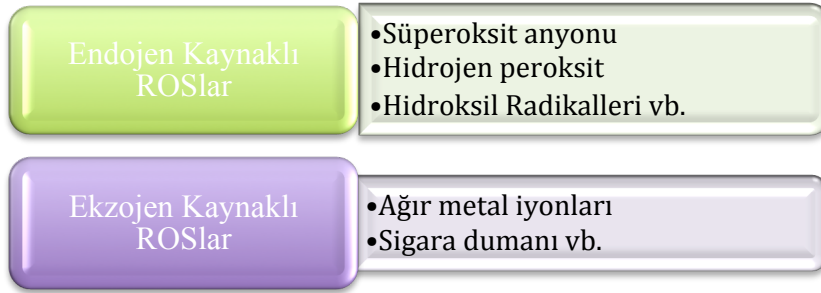 Endojen Kaynaklı
ROSlar
•Süperoksit anyonu
•Hidrojen peroksit
•Hidroksil Radikalleri vb.
Ekzojen Kaynaklı
ROSlar
•Ağır metal iyonları
•Sigara dumanı vb.